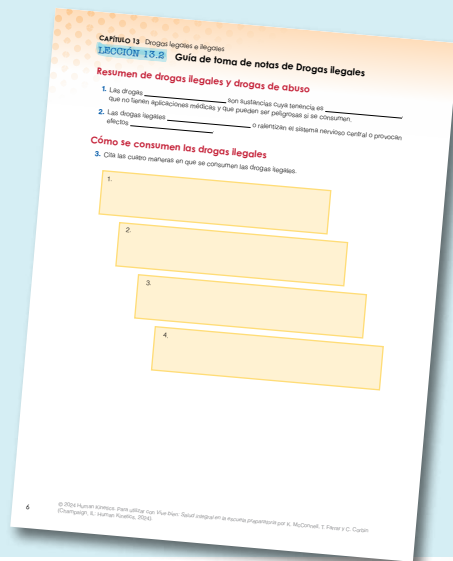 CAPÍTULO 13 Drogas legales e ilegales
LECCIÓN 13.2 Guía de toma de notas de Drogas ilegales
Resumen de drogas ilegales y drogas de abuso
1. Las drogas son sustancias cuya tenencia es ,
que no tienen aplicaciones médicas y que pueden ser peligrosas si se consumen.
2. Las drogas ilegales o ralentizan el sistema nervioso central o provocan
efectos
Cómo se consumen las drogas ilegales
3. Cita las cuatro maneras en que se consumen las drogas ilegales.
1.
2.
3.
4.
6
© 2024 Human Kinetics. Para utilizar con Vive bien: Salud integral en la escuela preparatoria por K. McConnell, T. Farrar y C. Corbin
(Champaign, IL: Human Kinetics, 2024).